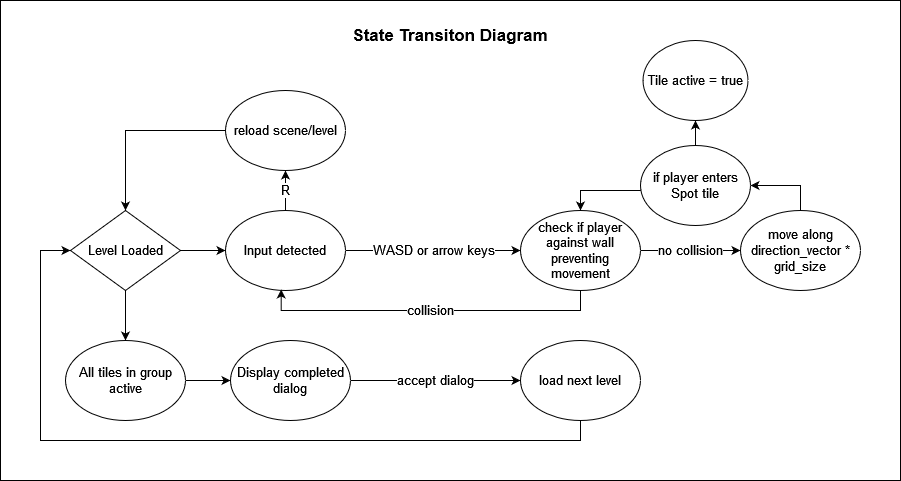 State Transiton Diagram
Tile active = true
reload scene/level
if player enters
Spot tile
R
Level Loaded
Input detected
WASD or arrow keys
check if player
against wall
preventing
movement
no collision
move along
direction_vector *
grid_size
collision
All tiles in group
active
Display completed
dialog
accept dialog
load next level